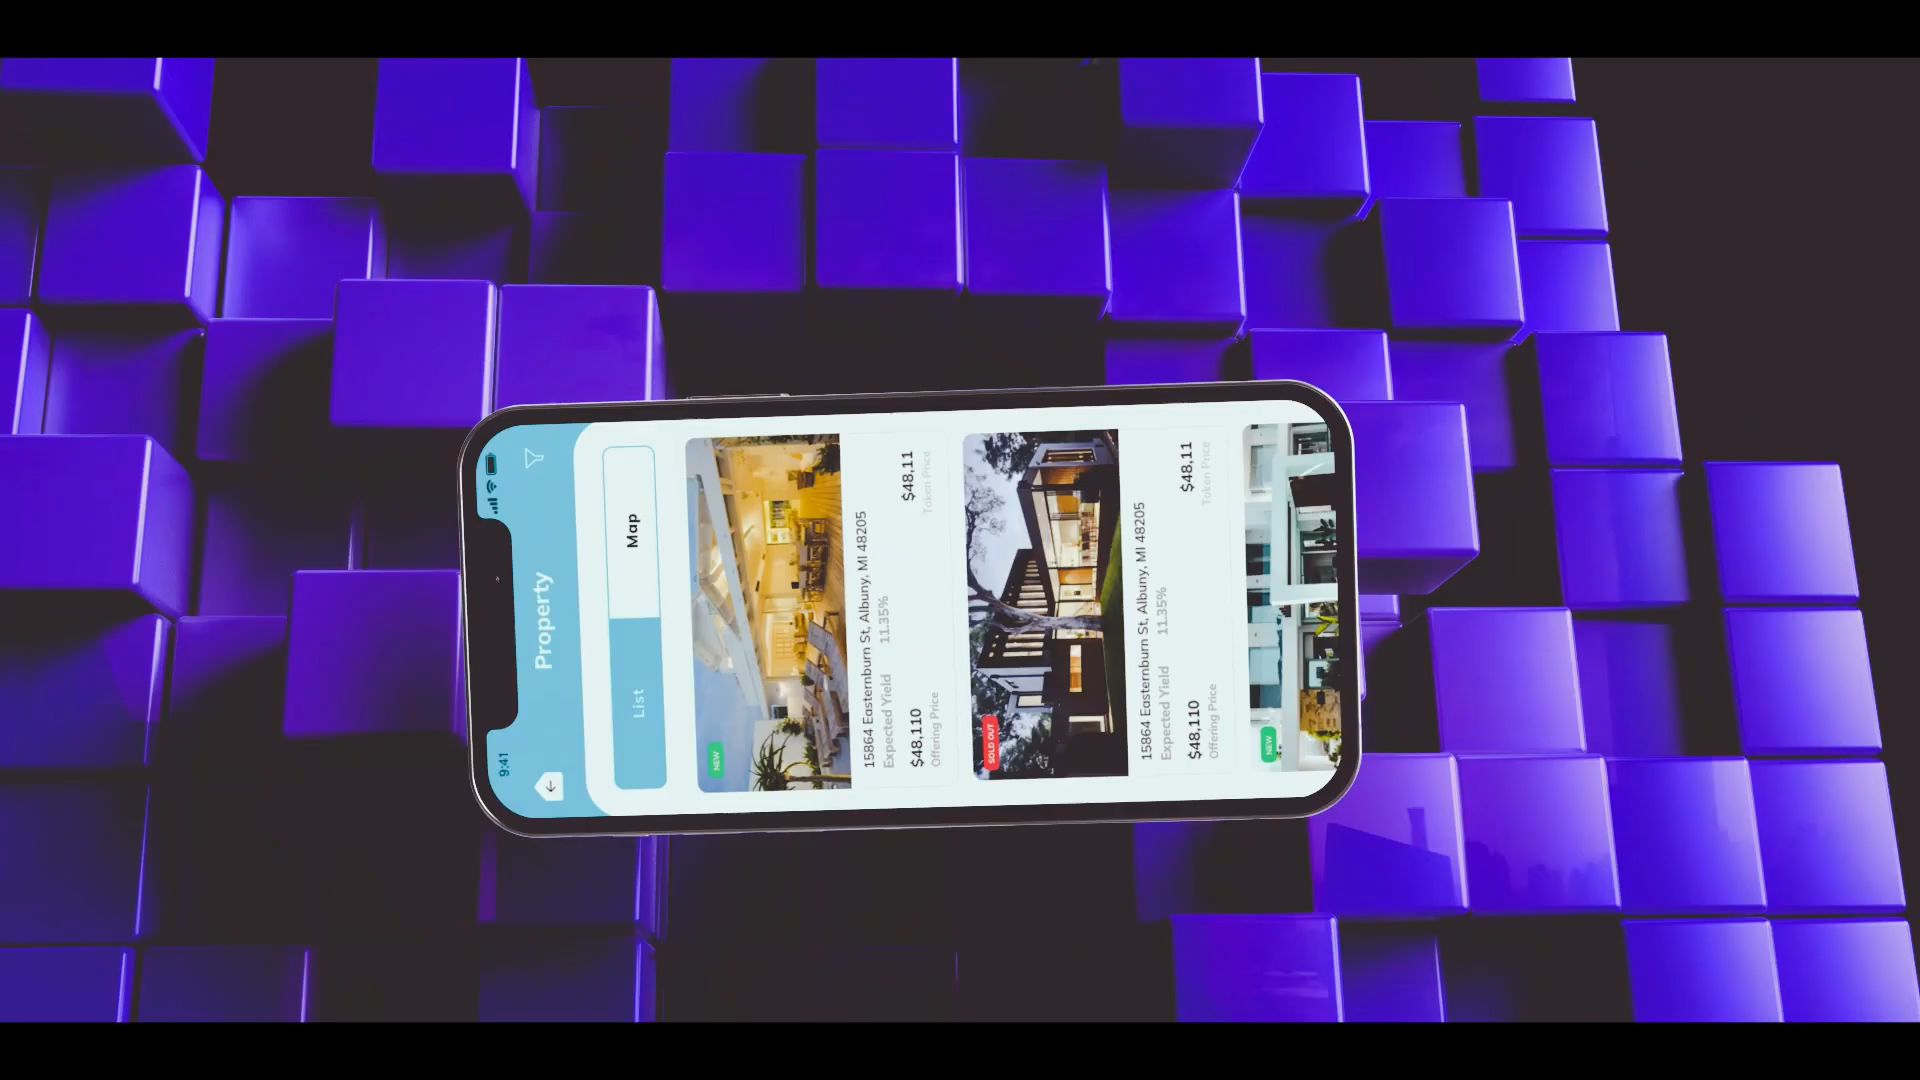 9:41
Property
List
Map
NEW
15864 Easternburn St, Albuny, MI 48205
Expected Yield 11.35%
$48,110 $48,11
Offering Price Token Price
SOLD OUT
15864 Easternburn St, Albuny, MI 48205
Expected Yield 11.35%
$48,110 $48,11
Offering Price Token Price
NEW